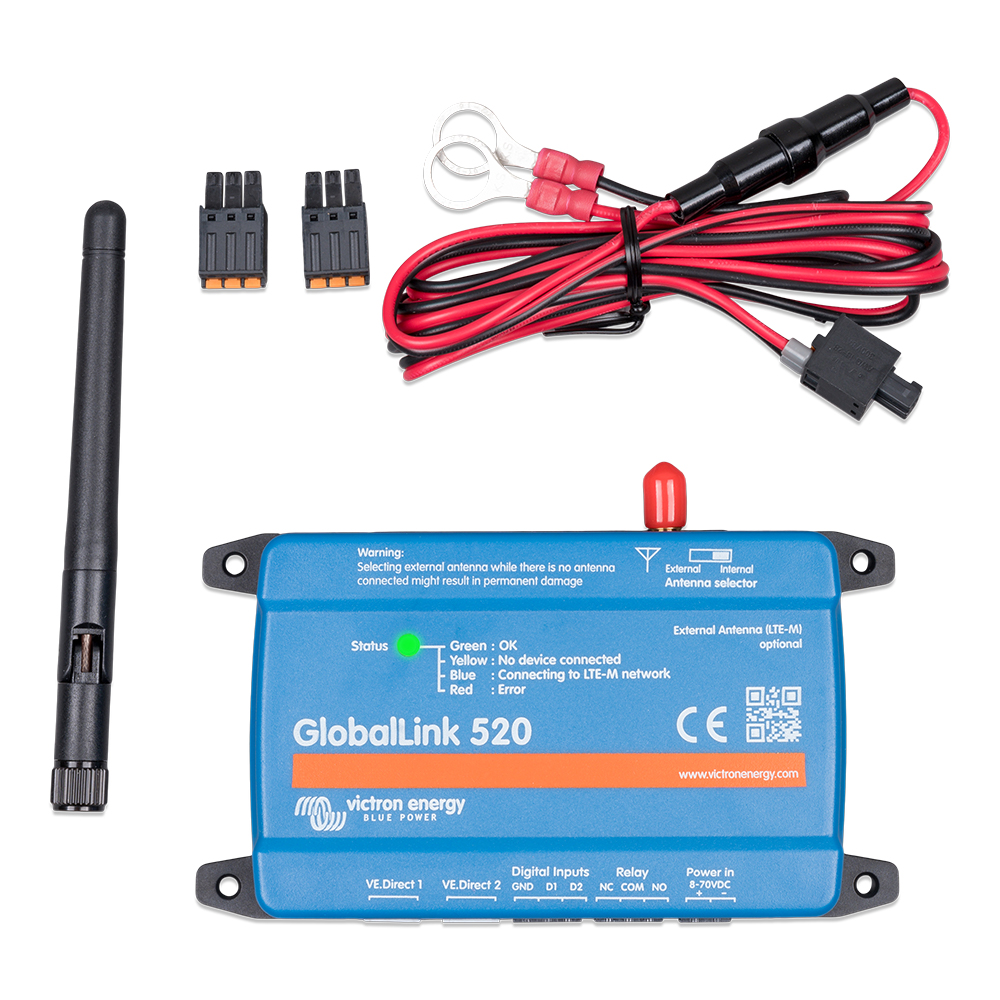 Warning:
Selecting external antenna while there is no antenna
connected might result in permanent damage
External Internal
Antenna selector
External Antenna (LTE-M)
optional
Status
Green : OK
Yellow : No device connected
Blue : Connecting to LTE-M network
Red : Error
GlobalLink 520
CE
www.victronenergy.com
victron energy
BLUE POWER
VE.Direct 1
VE.Direct 2
Digital Inputs
GND D1 D2
Relay
NC COM NO
Power in
8-70VDC
+ −